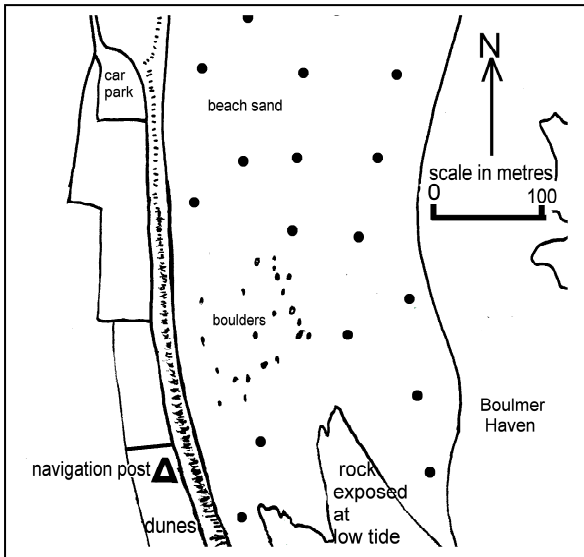 car
park
beach sand
N
scale in metres
0 100
boulders
Boulmer
Haven
navigation post
rock
exposed
at
low tide
dunes